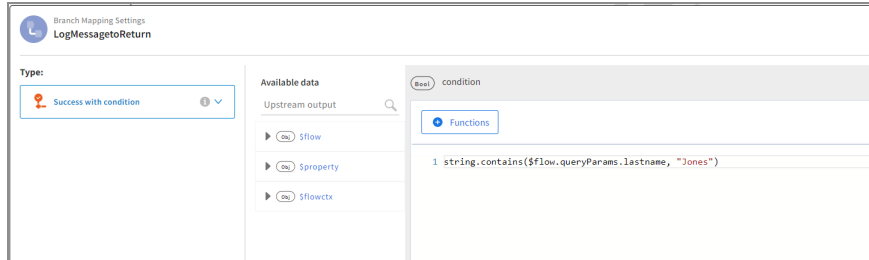 Branch Mapping Settings
LogMessagetoReturn
Type:
Success with condition
Available data
Upstream output
Obj $flow
Obj $property
Obj $flowctx
Bool condition
Functions
1 string.contains($flow.queryParams.lastname, "Jones")